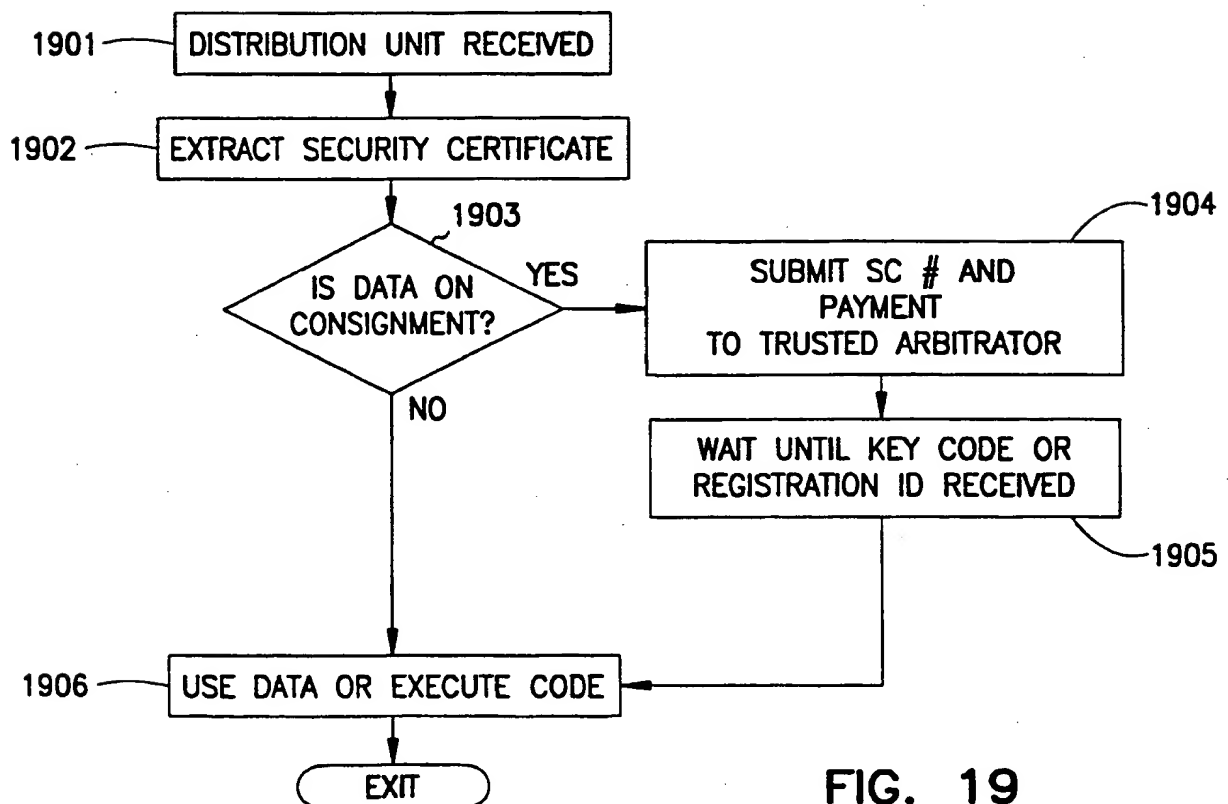 1901
DISTRIBUTION UNIT RECEIVED
1902
EXTRACT SECURITY CERTIFICATE
1903
IS DATA ON
CONSIGNMENT?
YES
NO
1904
SUBMIT SC # AND
PAYMENT
TO TRUSTED ARBITRATOR
WAIT UNTIL KEY CODE OR
REGISTRATION ID RECEIVED
1905
1906
USE DATA OR EXECUTE CODE
EXIT
FIG. 19